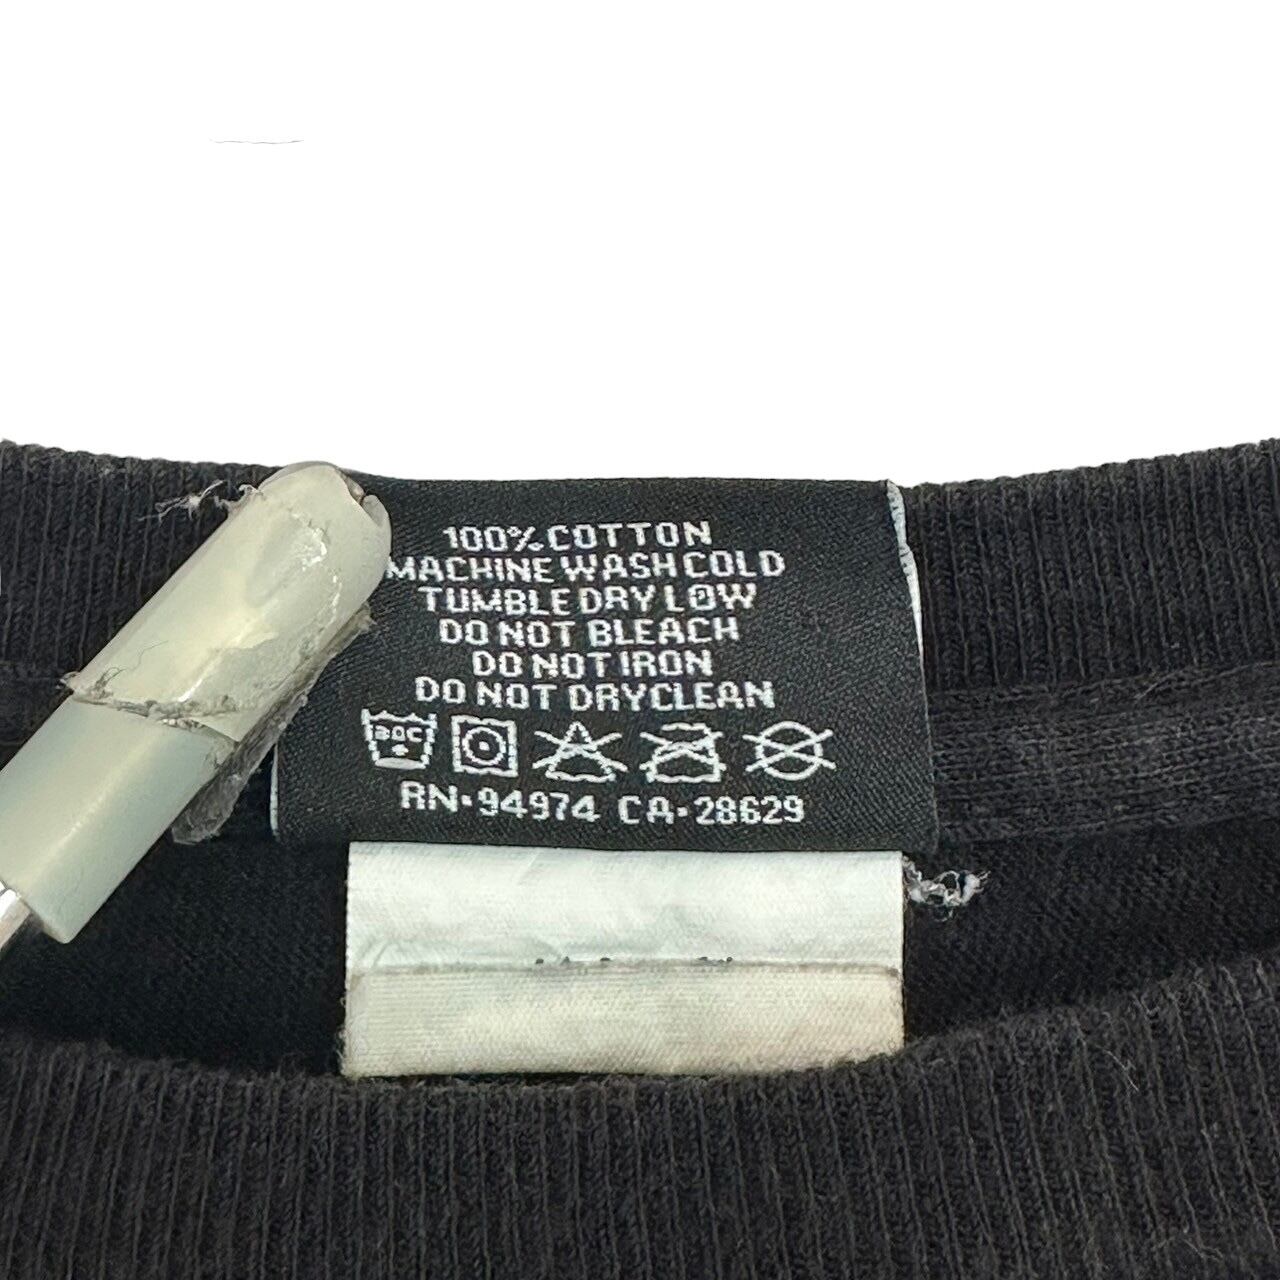 100% COTTON
MACHINE WASH COLD
TUMBLE DRY LOW
DO NOT BLEACH
DO NOT IRON
DO NOT DRYCLEAN
30C
RN·94974 CA·28629